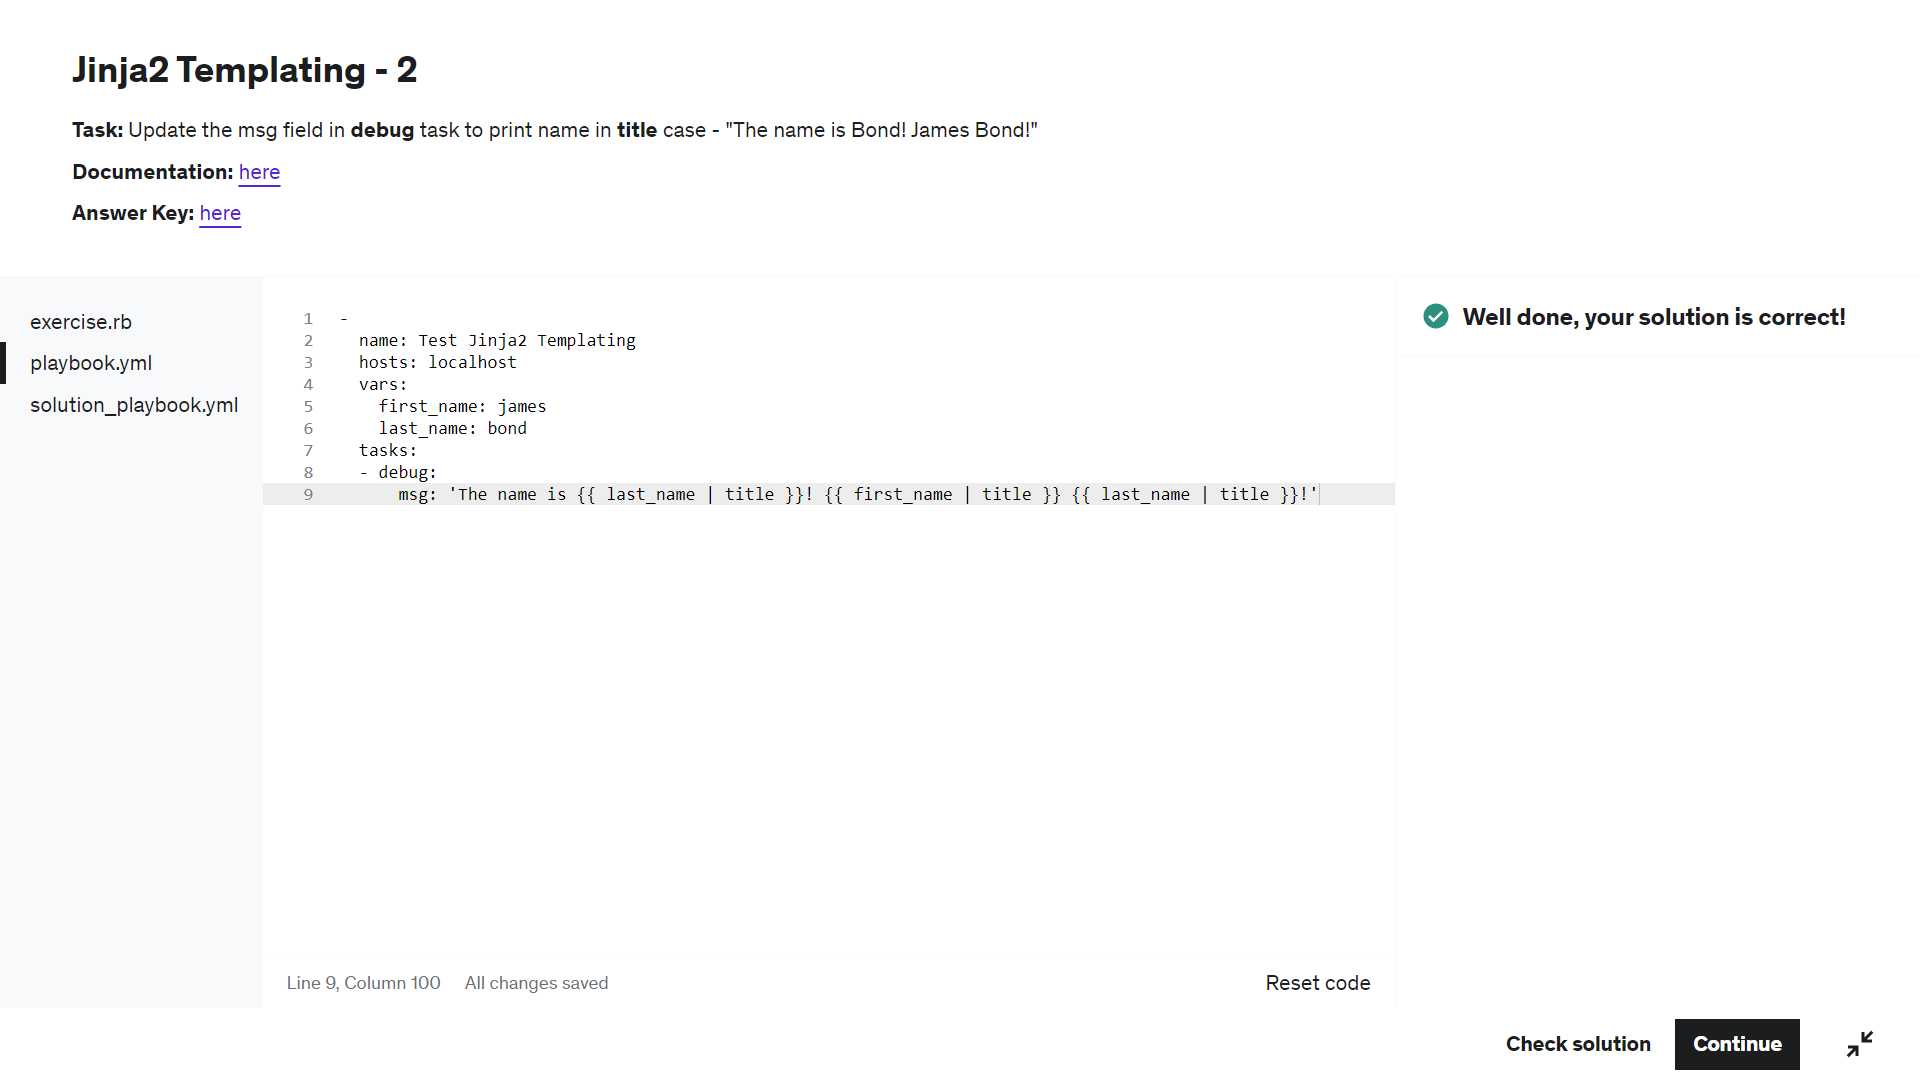 Jinja2 Templating - 2
Task: Update the msg field in debug task to print name in title case - "The name is Bond! James Bond!"
Documentation: here
Answer Key: here
exercise.rb
playbook.yml
solution_playbook.yml
1 -
2 name: Test Jinja2 Templating
3 hosts: localhost
4 vars:
5 first_name: james
6 last_name: bond
7 tasks:
8 - debug:
9 msg: 'The name is {{ last_name | title }}! {{ first_name | title }} {{ last_name | title }}!'
Well done, your solution is correct!
Line 9, Column 100 All changes saved
Reset code
Check solution
Continue